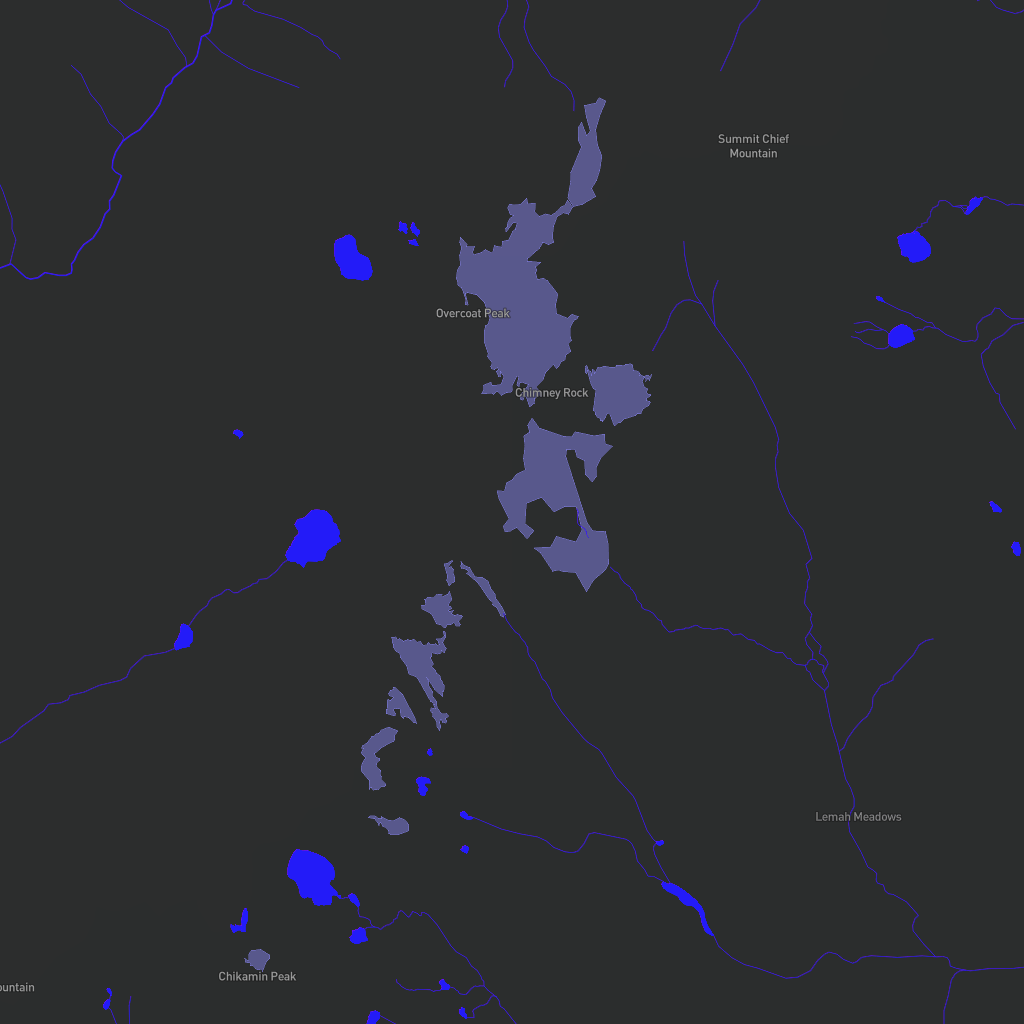 Summit Chief
Mountain
Overcoat Peak
Chimney Rock
Lemah Meadows
Chikamin Peak
ountain